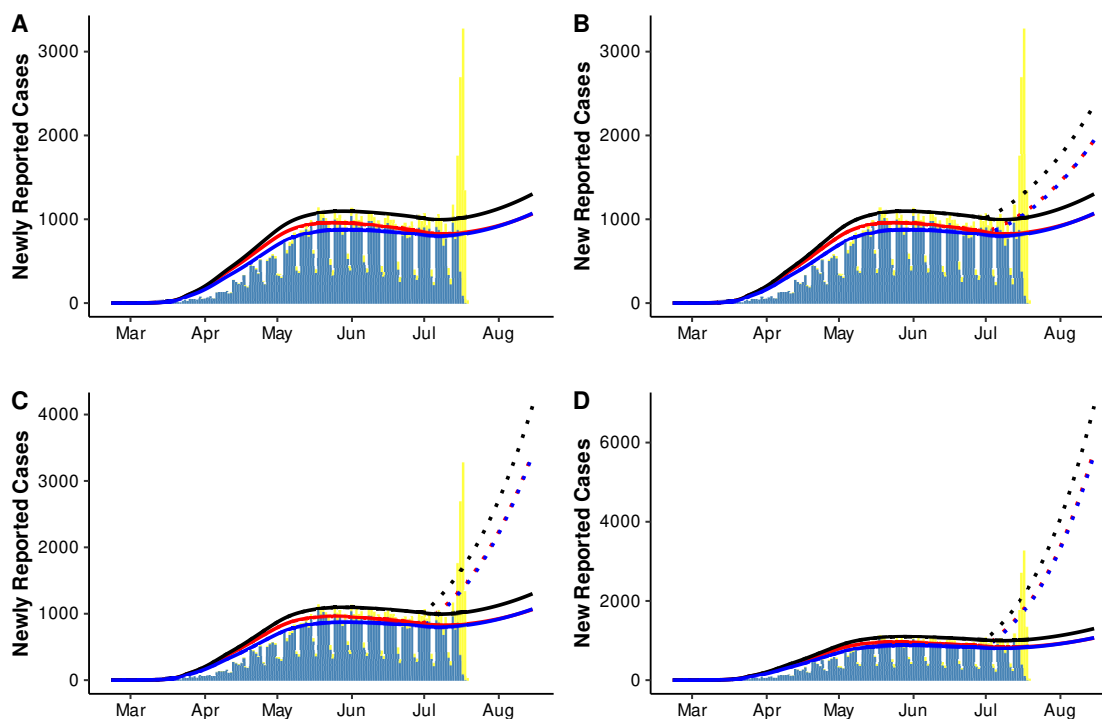 A
Newly Reported Cases
3000
2000
1000
0
Mar Apr May Jun Jul Aug
B
New Reported Cases
3000
2000
1000
0
Mar Apr May Jun Jul Aug
C
Newly Reported Cases
4000
3000
2000
1000
0
Mar Apr May Jun Jul Aug
D
New Reported Cases
6000
4000
2000
0
Mar Apr May Jun Jul Aug